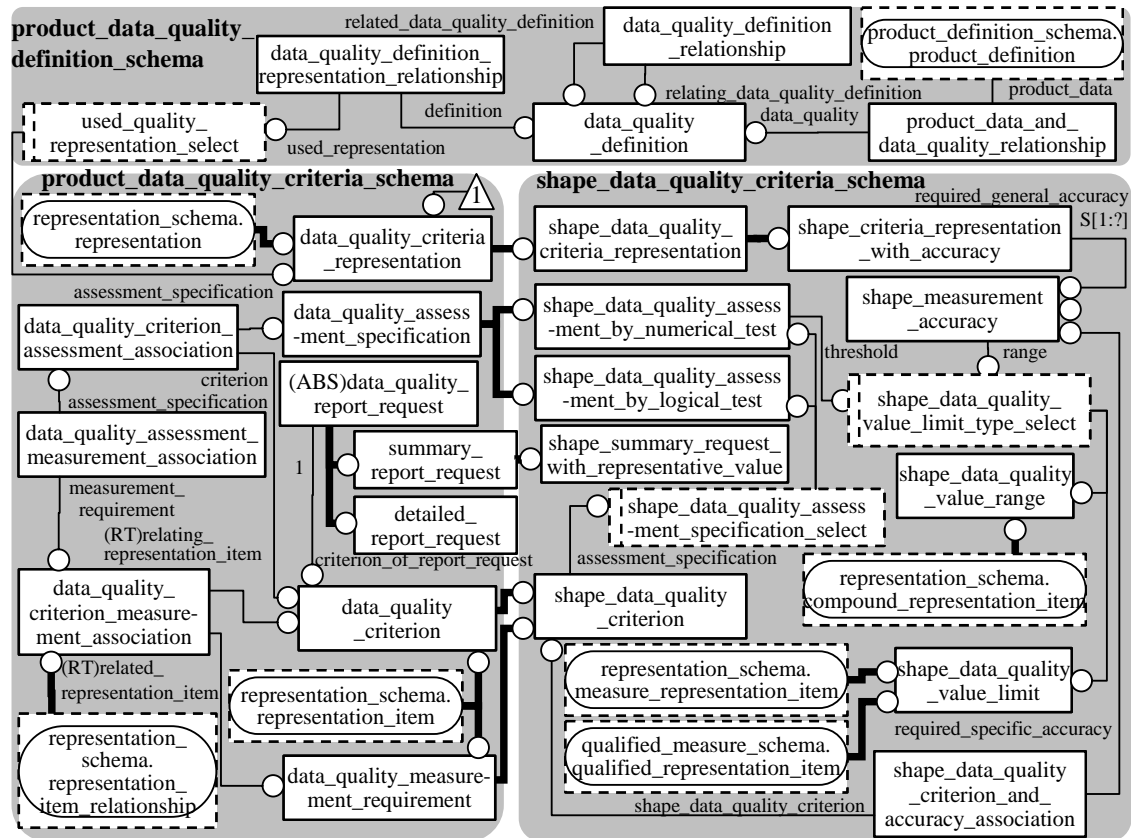 product_data_quality_
definition_schema
related_data_quality_definition
data_quality_definition_
representation_relationship
data_quality_definition
_relationship
product_definition_schema.
product_definition
definition
relating_data_quality_definition
product_data
used_quality_
representation_select
used_representation
data_quality
_definition
data_quality
product_data_and_
data_quality_relationship
product_data_quality_criteria_schema
1
representation_schema.
representation
data_quality_criteria
_representation
assessment_specification
data_quality_criterion_
assessment_association
data_quality_assess
-ment_specification
criterion
assessment_specification
(ABS)data_quality_
report_request
data_quality_assessment_
measurement_association
1
summary_
report_request
measurement_
requirement
detailed_
report_request
(RT)relating_
representation_item
criterion_of_report_request
data_quality_
criterion_measure-
ment_association
data_quality
_criterion
(RT)related_
representation_item
representation_schema.
representation_item
representation_
schema.
representation_
item_relationship
data_quality_measure-
ment_requirement
shape_data_quality_criteria_schema
required_general_accuracy
S[1:?]
shape_data_quality_
criteria_representation
shape_criteria_representation
_with_accuracy
shape_data_quality_assess
-ment_by_numerical_test
shape_measurement
_accuracy
threshold
range
shape_data_quality_assess
-ment_by_logical_test
shape_data_quality_
value_limit_type_select
shape_summary_request_
with_representative_value
shape_data_quality
_value_range
shape_data_quality_assess
-ment_specification_select
assessment_specification
representation_schema.
compound_representation_item
shape_data_quality
_criterion
representation_schema.
measure_representation_item
shape_data_quality
_value_limit
required_specific_accuracy
qualified_measure_schema.
qualified_representation_item
shape_data_quality
_criterion_and_
accuracy_association
shape_data_quality_criterion